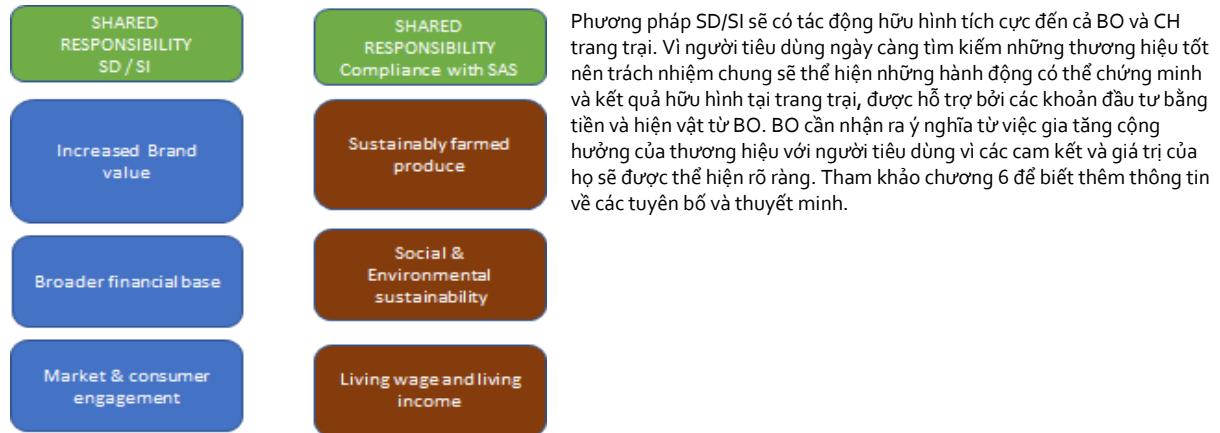 SHARED
RESPONSIBILITY
SD / SI
Increased Brand
value
Broader financial base
Market & consumer
engagement
SHARED
RESPONSIBILITY
Compliance with SAS
Sustainably farmed
produce
Social &
Environmental
sustainability
Living wage and living
income
Phương pháp SD/SI sẽ có tác động hữu hình tích cực đến cả BO và CH
trang trại. Vì người tiêu dùng ngày càng tìm kiếm những thương hiệu tốt
nên trách nhiệm chung sẽ thể hiện những hành động có thể chứng minh
và kết quả hữu hình tại trang trại, được hỗ trợ bởi các khoản đầu tư bằng
tiền và hiện vật từ BO. BO cần nhận ra ý nghĩa từ việc gia tăng cộng
hưởng của thương hiệu với người tiêu dùng vì các cam kết và giá trị của
họ sẽ được thể hiện rõ ràng. Tham khảo chương 6 để biết thêm thông tin
về các tuyên bố và thuyết minh.